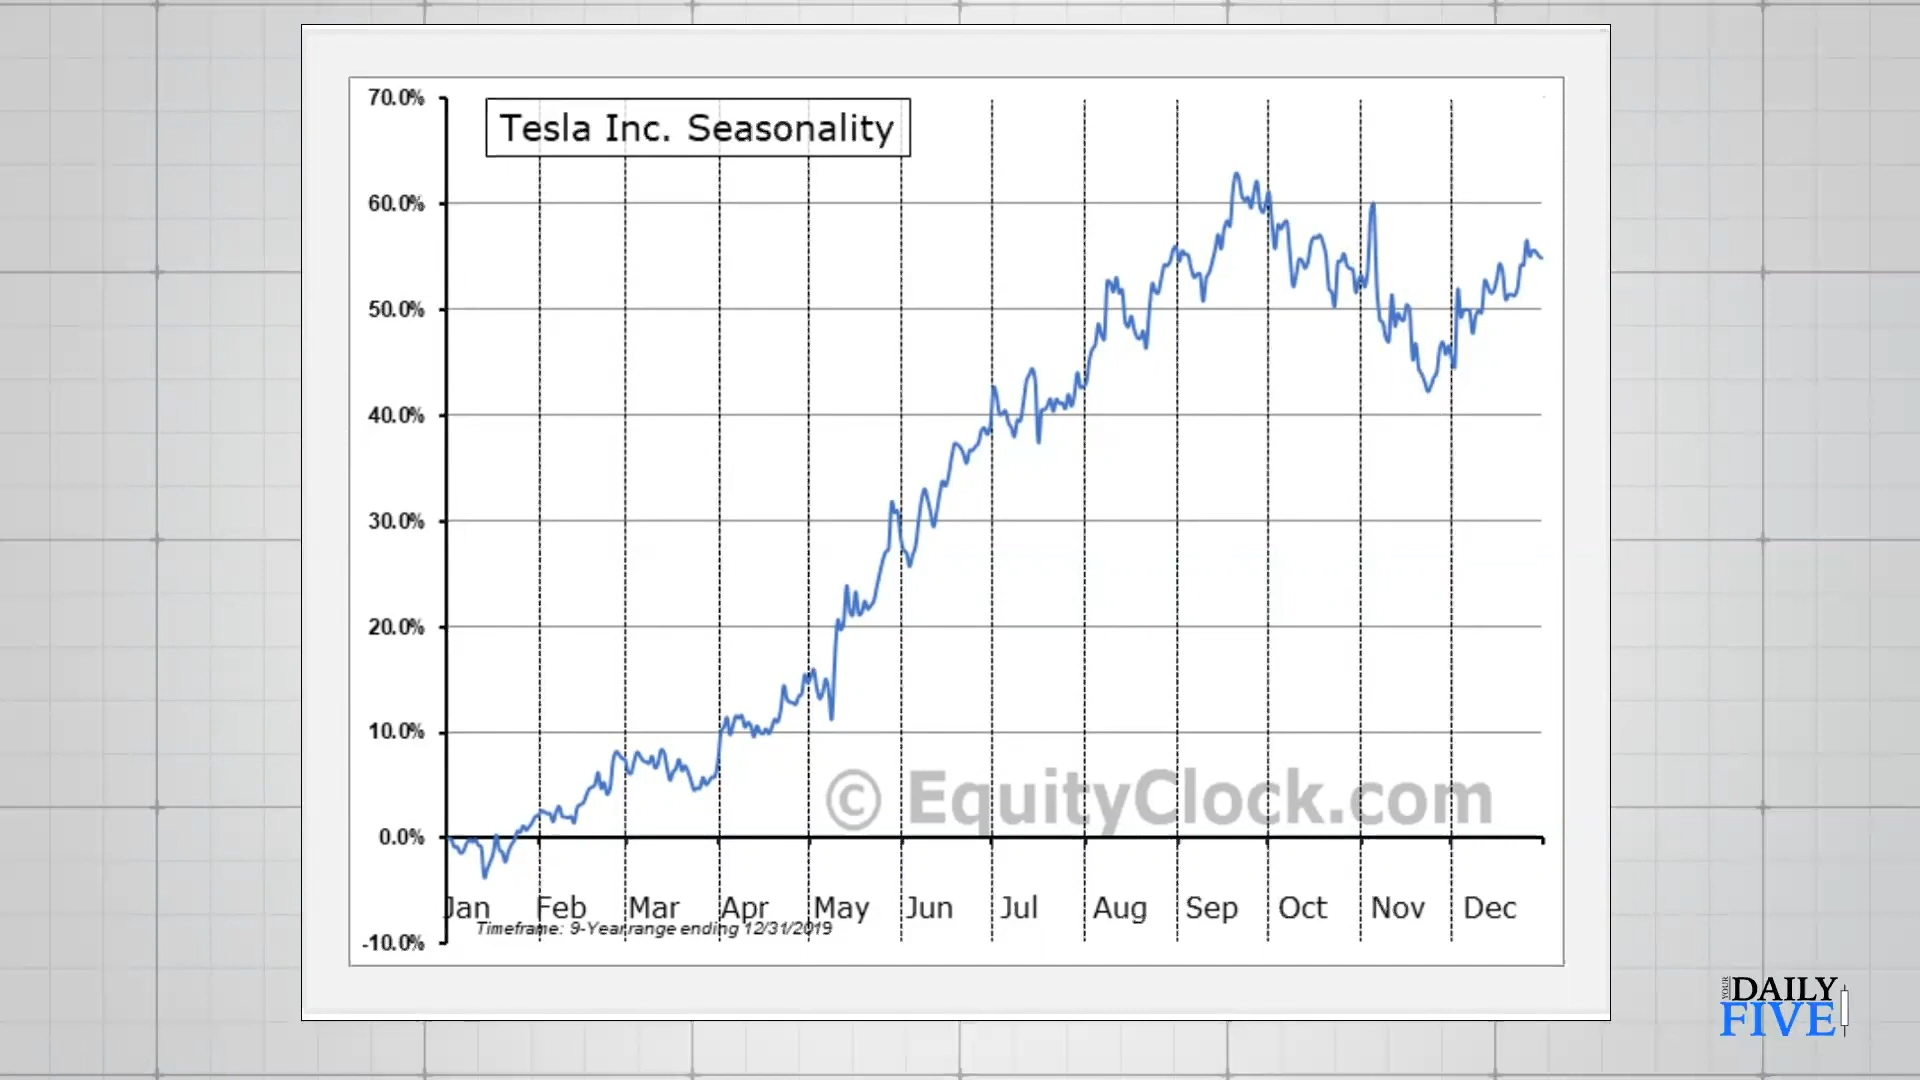 Tesla Inc. Seasonality
70.0%
60.0%
50.0%
40.0%
30.0%
20.0%
10.0%
0.0%
-10.0%
© EquityClock.com
Jan Feb Mar Apr May Jun Jul Aug Sep Oct Nov Dec
Timeframe: 9-Year range ending 12/31/2019
YOUR
DAILY
FIVE